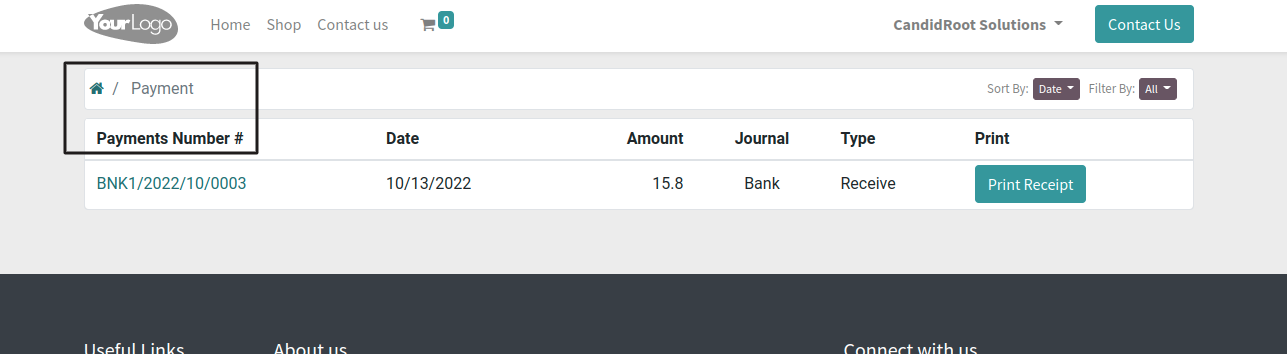 YourLogo Home Shop Contact us 0 CandidRoot Solutions Contact Us
/ Payment Sort By: Date Filter By: All
Payments Number # Date Amount Journal Type Print
BNK1/2022/10/0003 10/13/2022 15.8 Bank Receive Print Receipt
Useful Links About us Connect with us